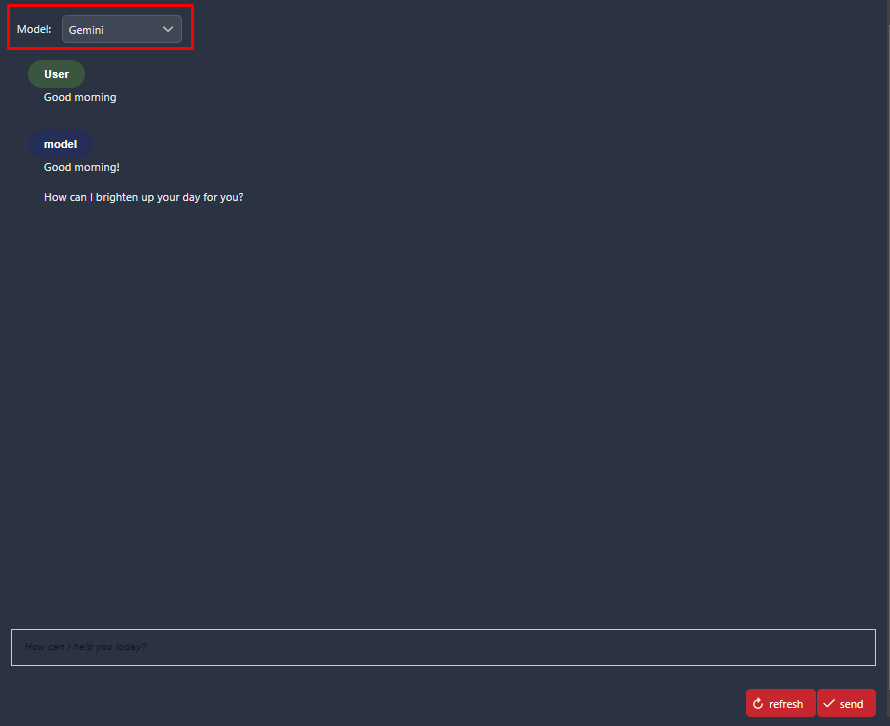 Model: Gemini
User
Good morning
model
Good morning!
How can I brighten up your day for you?
How can I help you today?
refresh send